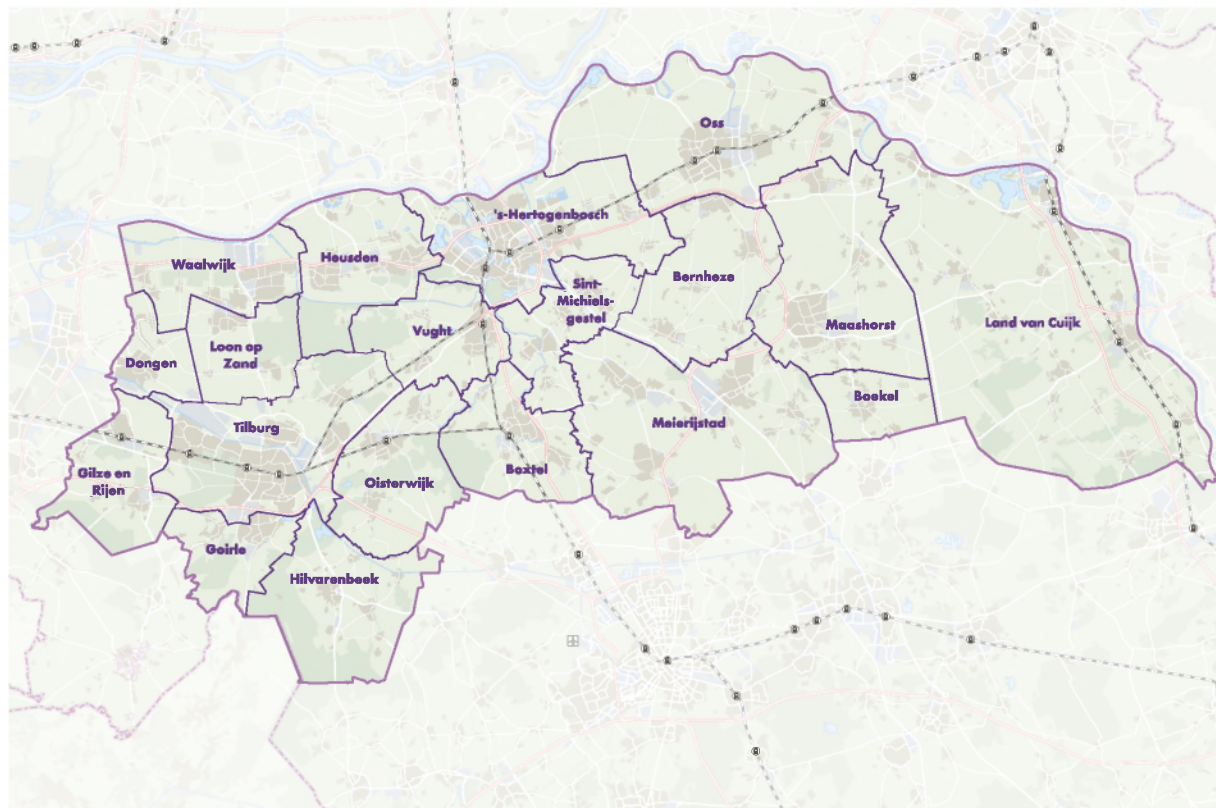 Oss
's-Hertogenbosch
Heusden
Waalwijk
Bernheze
Sint-
Michiels-
gestel
Land van Cuijk
Maashorst
Vught
Loon op
Zand
Dongen
Boekel
Meierijstad
Tilburg
Boxtel
Gilze en
Rijen
Oisterwijk
Goirle
Hilvarenbeek